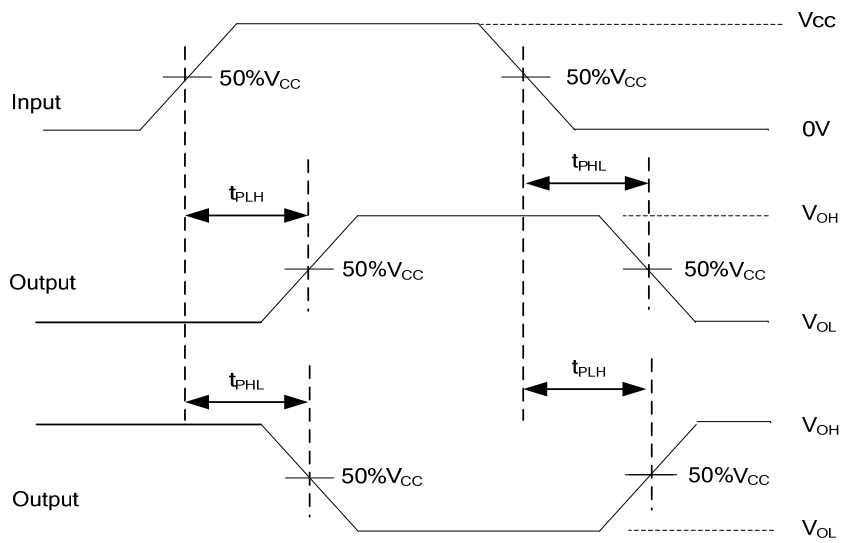 Vcc
50%VCC
50%VCC
Input
0V
tPHL
tPLH
VOH
50%VCC
50%VCC
Output
VOL
tPLH
tPHL
VOH
50%VCC
50%VCC
Output
VOL